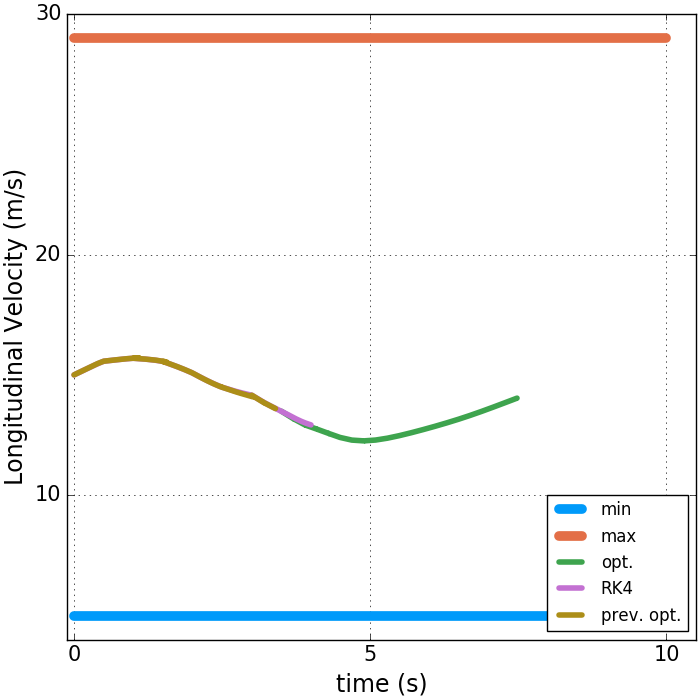 30
20
10
Longitudinal Velocity (m/s)
min
max
opt.
RK4
prev. opt.
0
5
10
time (s)